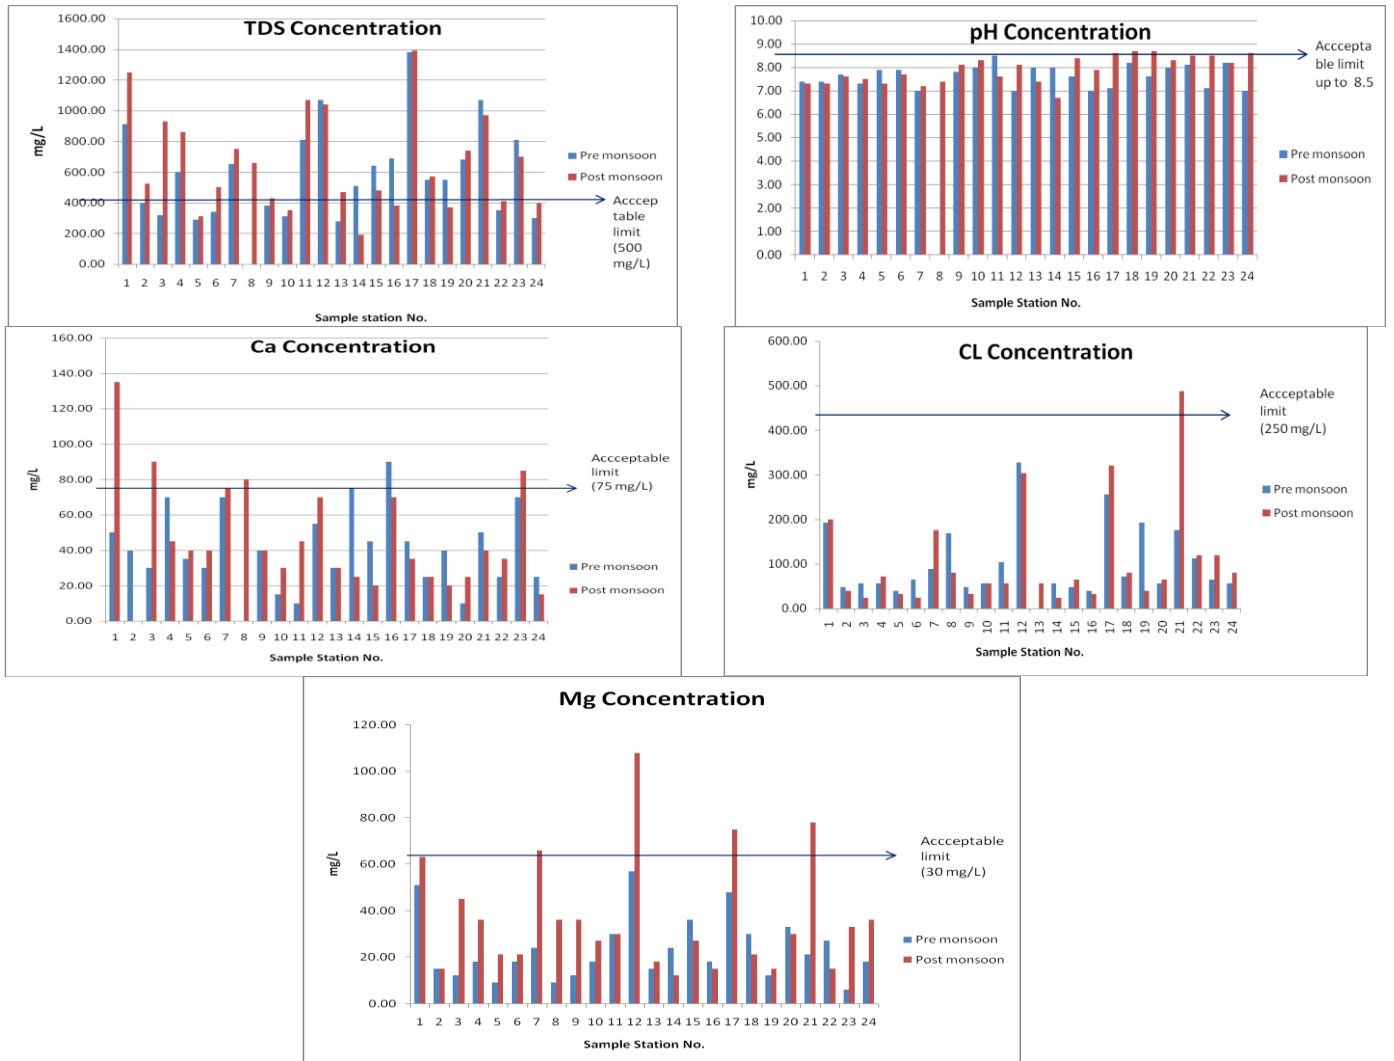 TDS Concentration
1600.00
1400.00
1200.00
1000.00
800.00
600.00
400.00
200.00
0.00
mg/L
1 2 3 4 5 6 7 8 9 10 11 12 13 14 15 16 17 18 19 20 21 22 23 24
Sample station No.
Pre monsoon
Post monsoon
Acccep
table
limit
(500
mg/L)
pH Concentration
10.00
9.00
8.00
7.00
6.00
5.00
4.00
3.00
2.00
1.00
0.00
1 2 3 4 5 6 7 8 9 10 11 12 13 14 15 16 17 18 19 20 21 22 23 24
Sample Station No.
Acccepta
ble limit
up to 8.5
Pre monsoon
Post monsoon
Ca Concentration
160.00
140.00
120.00
100.00
80.00
60.00
40.00
20.00
0.00
mg/L
1 2 3 4 5 6 7 8 9 10 11 12 13 14 15 16 17 18 19 20 21 22 23 24
Sample Station No.
Accceptable
limit
(75 mg/L)
Pre monsoon
Post monsoon
CL Concentration
600.00
500.00
400.00
300.00
200.00
100.00
0.00
mg/L
1 2 3 4 5 6 7 8 9 10 11 12 13 14 15 16 17 18 19 20 21 22 23 24
Sample Station No.
Accceptable
limit
(250 mg/L)
Pre monsoon
Post monsoon
Mg Concentration
120.00
100.00
80.00
60.00
40.00
20.00
0.00
mg/L
1 2 3 4 5 6 7 8 9 10 11 12 13 14 15 16 17 18 19 20 21 22 23 24
Sample Station No.
Accceptable
limit
(30 mg/L)
Pre monsoon
Post monsoon